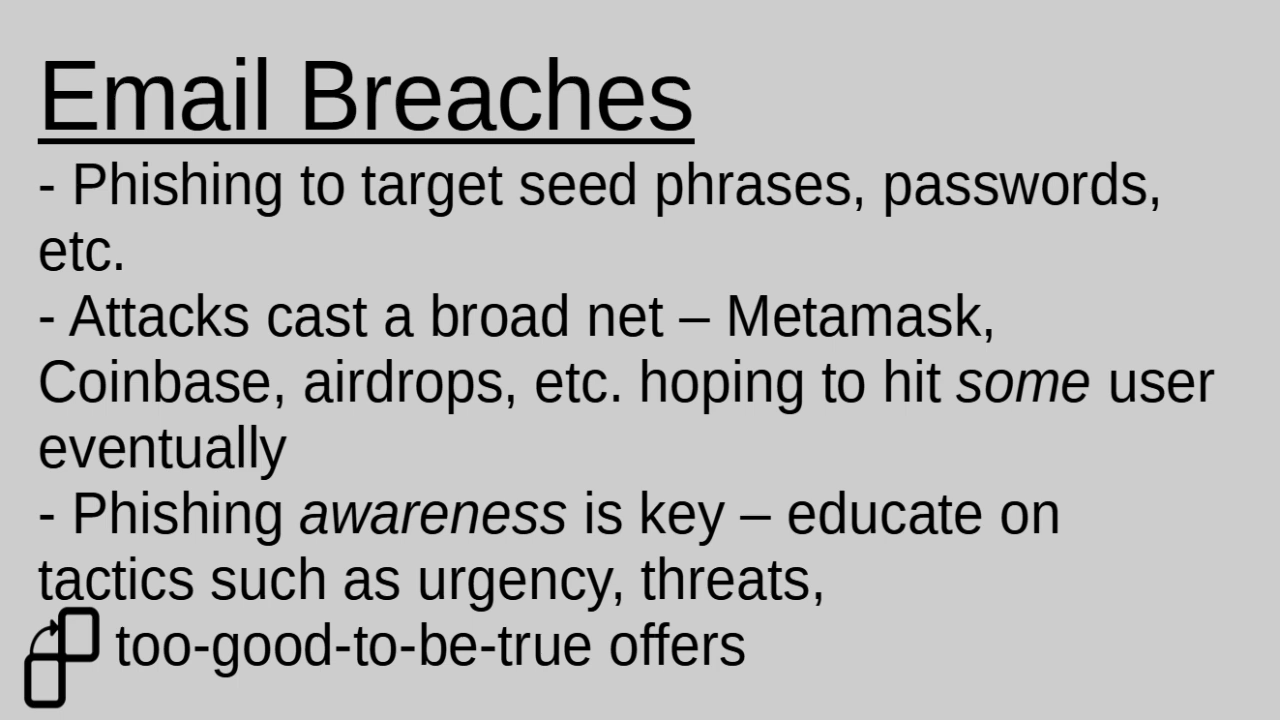 Email Breaches
- Phishing to target seed phrases, passwords,
etc.
- Attacks cast a broad net – Metamask,
Coinbase, airdrops, etc. hoping to hit some user
eventually
- Phishing awareness is key – educate on
tactics such as urgency, threats,
too-good-to-be-true offers